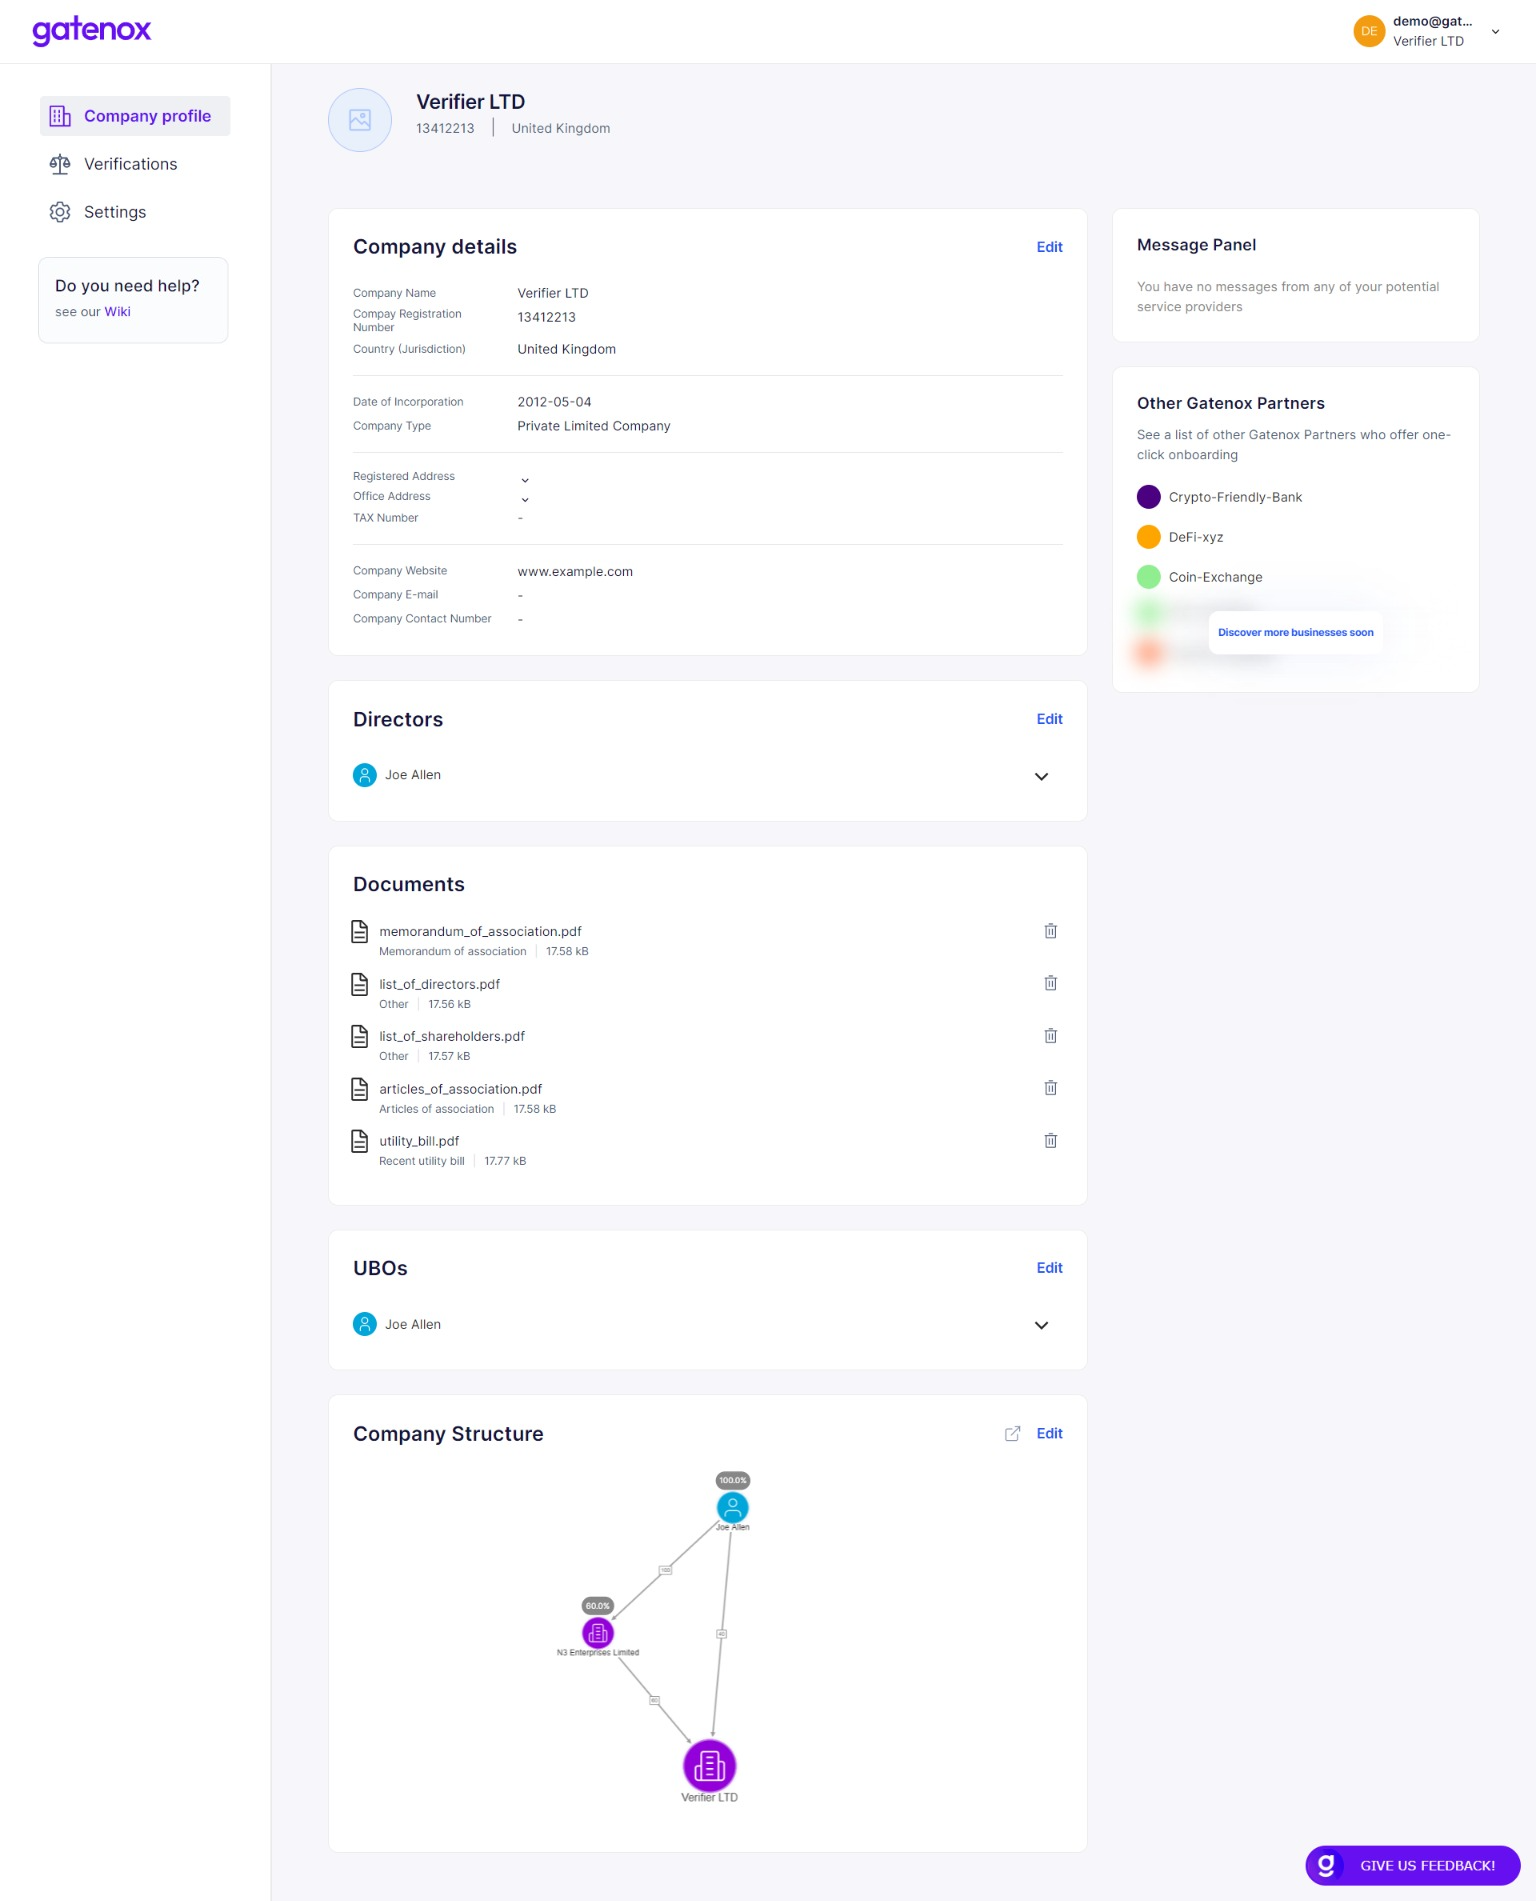 gatenox
DE
demo@gat...
Verifier LTD
Company profile
Verifications
Settings
Do you need help?
see our Wiki
Verifier LTD
13412213 | United Kingdom
Company details
Edit
Company Name Verifier LTD
Compay Registration
Number
13412213
Country (Jurisdiction) United Kingdom
Date of Incorporation 2012-05-04
Company Type Private Limited Company
Registered Address
Office Address
TAX Number -
Company Website www.example.com
Company E-mail -
Company Contact Number -
Directors
Edit
Joe Allen
Documents
memorandum_of_association.pdf
Memorandum of association | 17.58 kB
list_of_directors.pdf
Other | 17.56 kB
list_of_shareholders.pdf
Other | 17.57 kB
articles_of_association.pdf
Articles of association | 17.58 kB
utility_bill.pdf
Recent utility bill | 17.77 kB
UBOs
Edit
Joe Allen
Company Structure
Edit
100.0%
Joe Allen
100
60.0%
N3 Enterprises Limited
40
60
Verifier LTD
Message Panel
You have no messages from any of your potential
service providers
Other Gatenox Partners
See a list of other Gatenox Partners who offer one-
click onboarding
Crypto-Friendly-Bank
DeFi-xyz
Coin-Exchange
Discover more businesses soon
g
GIVE US FEEDBACK!